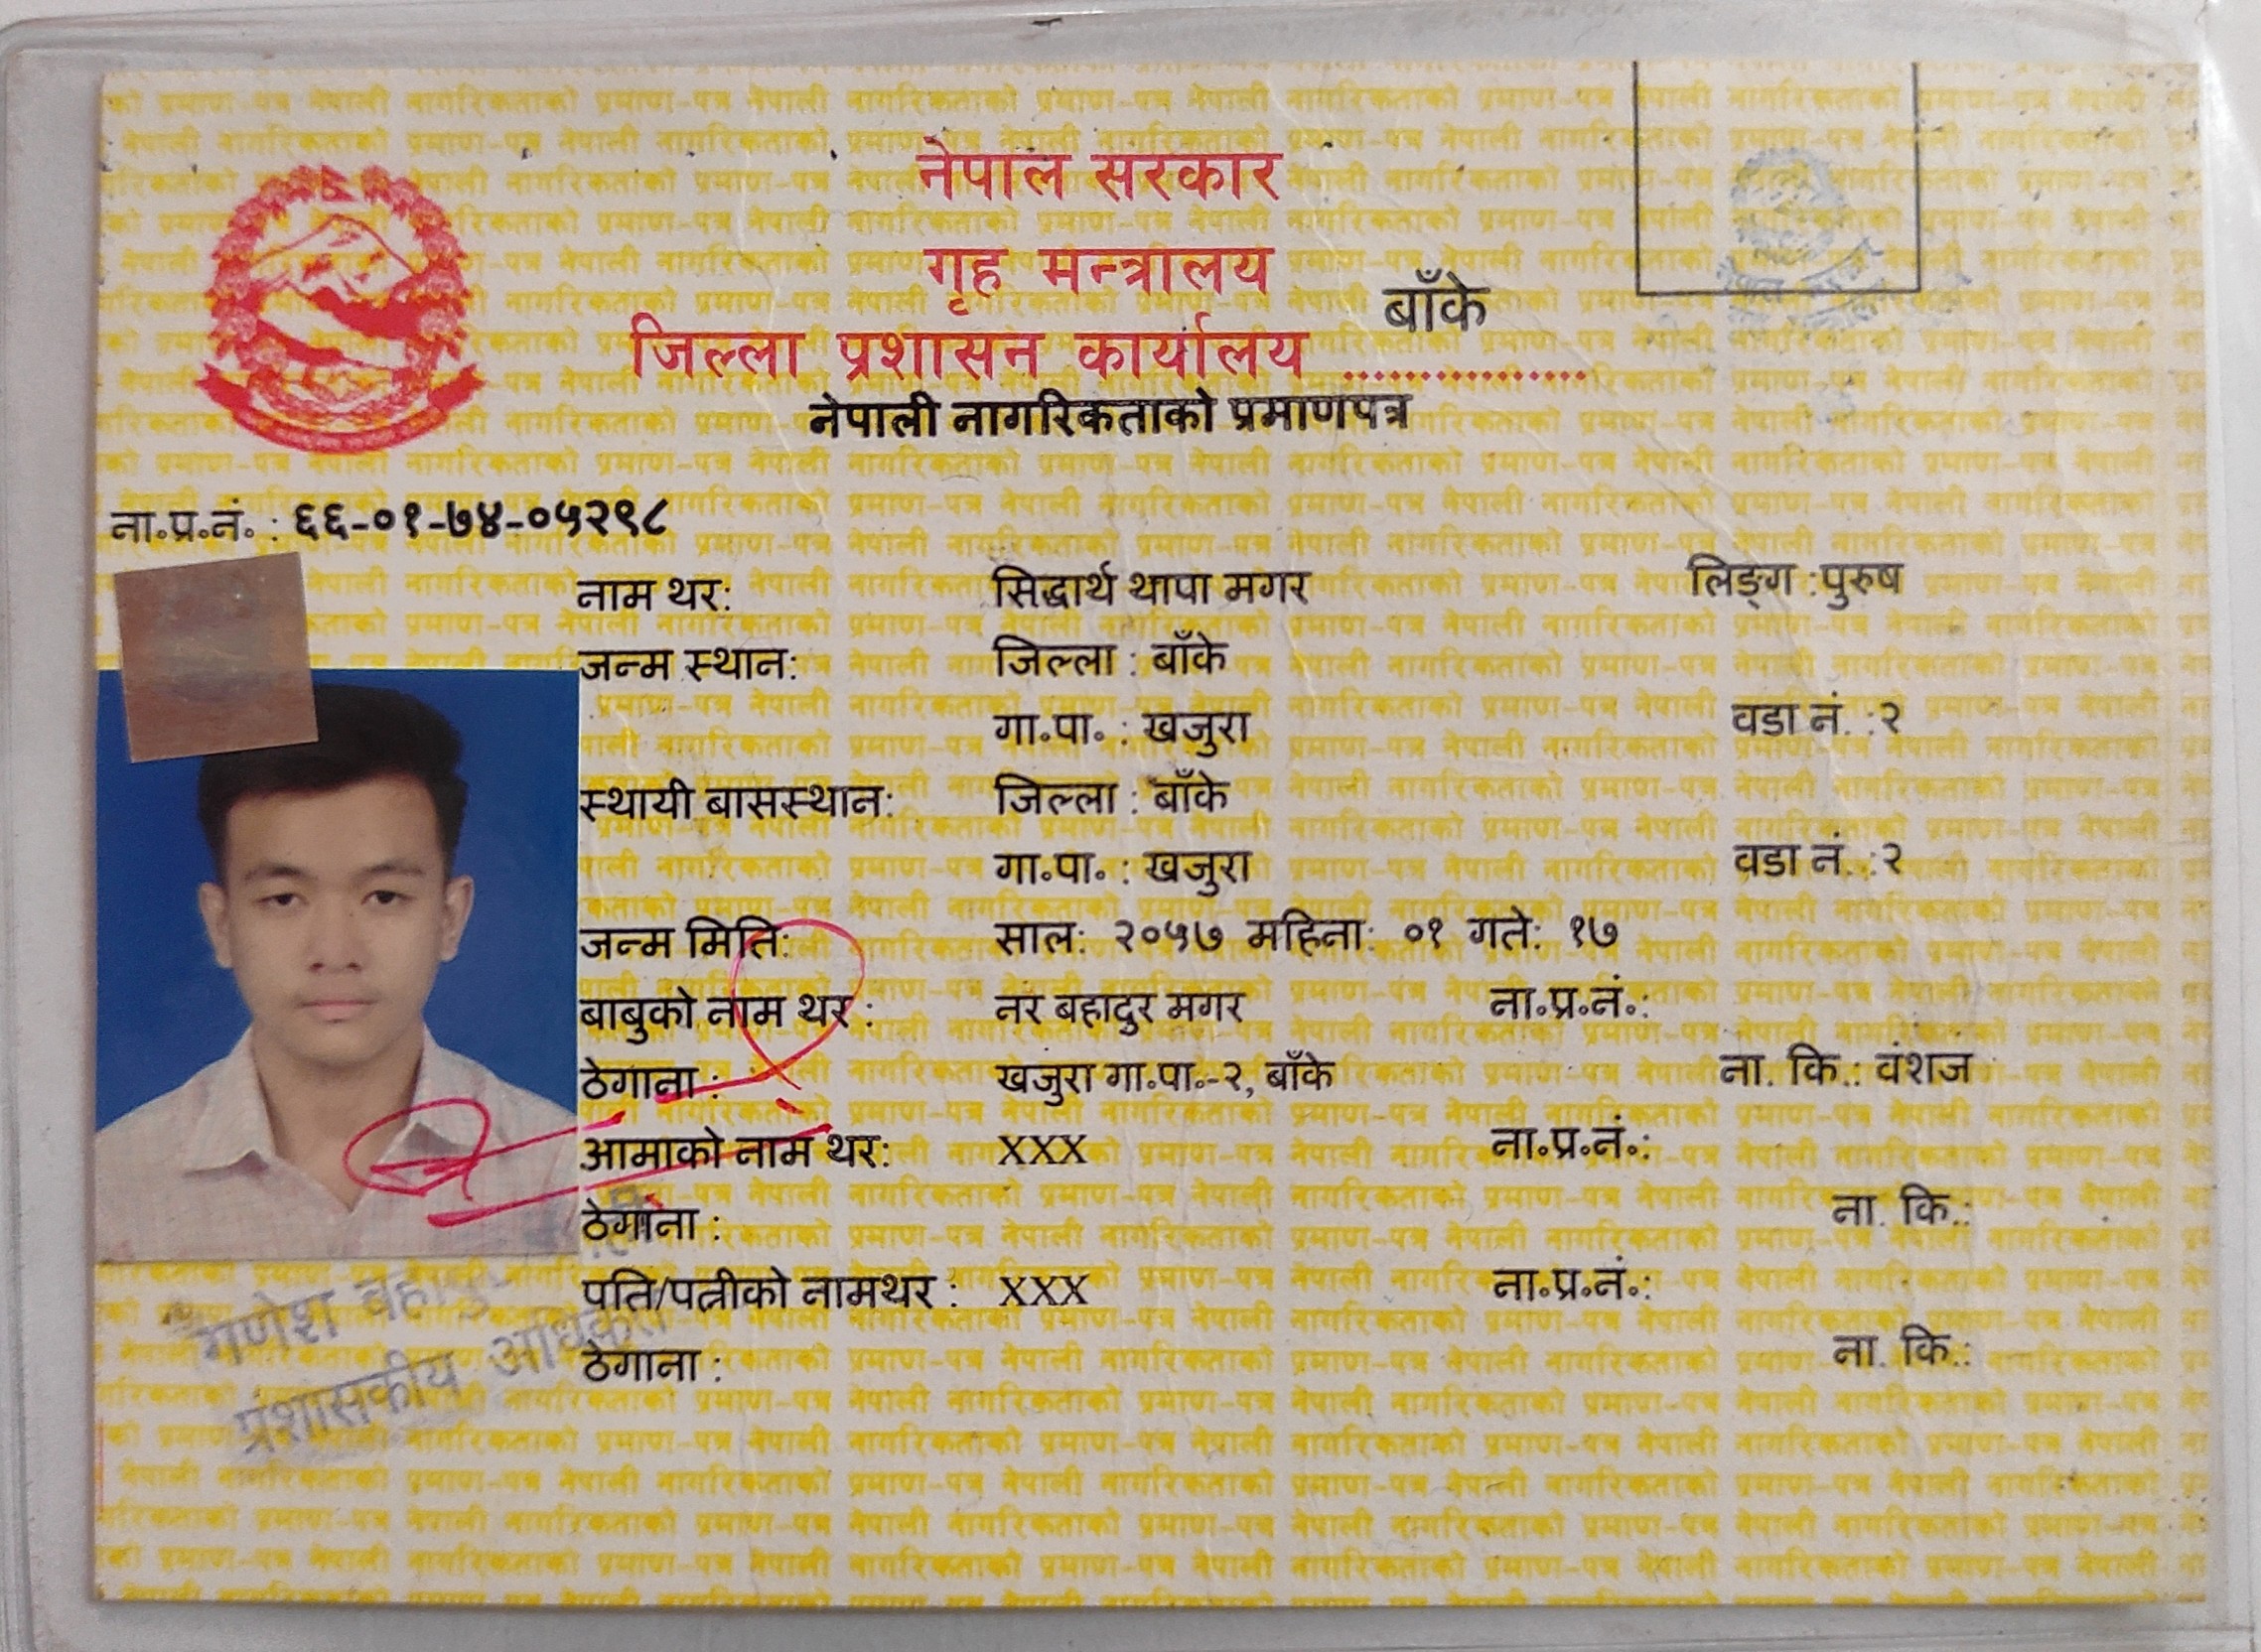 नेपाल सरकार
गृह मन्त्रालय
जिल्ला प्रशासन कार्यालय ................ बाँके
नेपाली नागरिकताको प्रमाणपत्र
ना॰प्र॰नं. : ६६-०१-७४-०५२९८
नाम थर: सिद्धार्थ थापा मगर लिङ्ग :पुरुष
जन्म स्थान: जिल्ला : बाँके
गा॰पा॰ : खजुरा वडा नं. :२
स्थायी बासस्थान: जिल्ला : बाँके
गा॰पा॰ : खजुरा वडा नं. :२
जन्म मिति: साल: २०५७ महिना: ०१ गते: १७
बाबुको नाम थर : नर बहादुर मगर ना॰प्र॰नं.:
ठेगाना : खजुरा गा॰पा॰-२, बाँके ना. कि.: वंशज
आमाको नाम थर: XXX ना॰प्र॰नं.:
ठेगाना : ना. कि.:
पति/पत्नीको नामथर : XXX ना॰प्र॰नं.:
ठेगाना : ना. कि.:
गणेश
प्रशासकीय अधिकृत